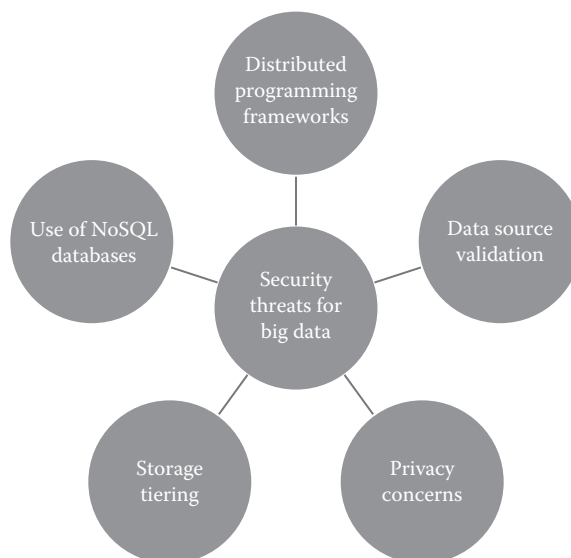 Distributed
programming
frameworks
Use of NoSQL
databases
Data source
validation
Security
threats for
big data
Storage
tiering
Privacy
concerns